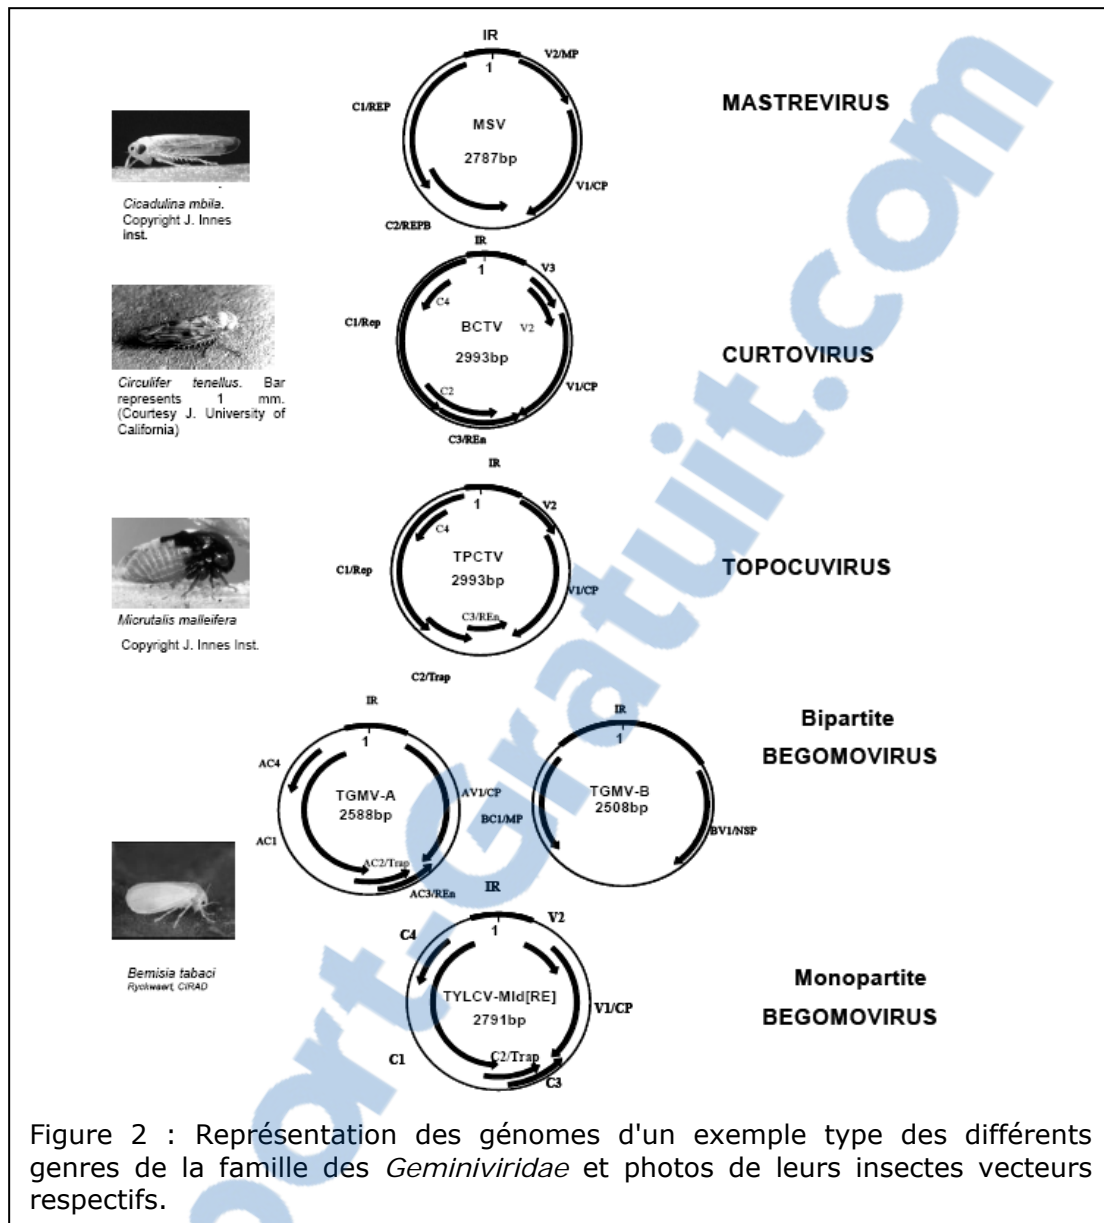 IR
V2/MP
1
C1/REP
MSV
2787bp
V1/CP
C2/REPB
MASTREVIRUS
Cicadulina mbila.
Copyright J. Innes
Inst.
IR
1
V3
C4
C1/Rep
BCTV
V2
2993bp
V1/CP
C2
C3/REn
CURTOVIRUS
Circulifer tenellus. Bar
represents 1 mm.
(Courtesy J. University of
California)
IR
1
V2
C4
TPCTV
C1/Rep
2993bp
V1/CP
C3/REn
C2/Trap
TOPOCUVIRUS
Micrutalis malleifera
Copyright J. Innes Inst.
IR
1
AC4
TGMV-A
2588bp
AV1/CP
AC1
AC2/Trap
AC3/REn
IR
1
TGMV-B
2508bp
BC1/MP
BV1/NSP
Bipartite
BEGOMOVIRUS
IR
1
V2
C4
TYLCV-Mld[RE]
2791bp
V1/CP
C1
C2/Trap
C3
Monopartite
BEGOMOVIRUS
Bemisia tabaci
Ryckwaert, CIRAD
Figure 2 : Représentation des génomes d'un exemple type des différents
genres de la famille des Geminiviridae et photos de leurs insectes vecteurs
respectifs.
ort-Gratuit.com